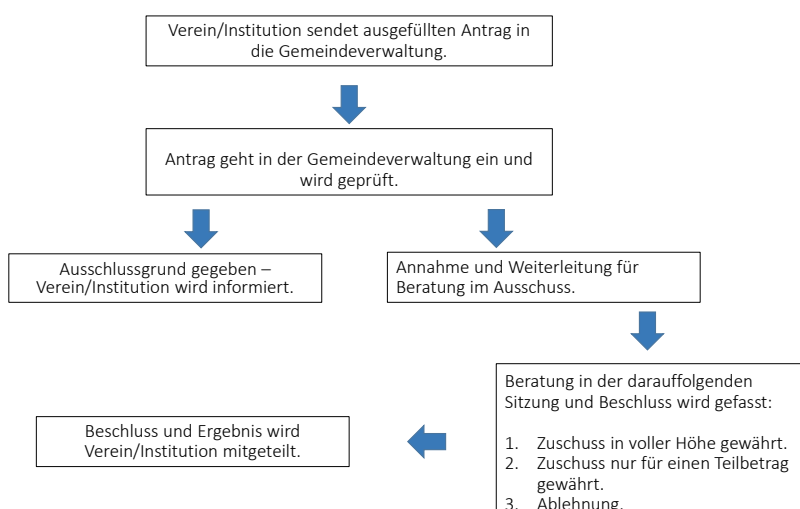 Verein/Institution sendet ausgefüllten Antrag in
die Gemeindeverwaltung.
Antrag geht in der Gemeindeverwaltung ein und
wird geprüft.
Ausschlussgrund gegeben –
Verein/Institution wird informiert.
Annahme und Weiterleitung für
Beratung im Ausschuss.
Beratung in der darauffolgenden
Sitzung und Beschluss wird gefasst:
1. Zuschuss in voller Höhe gewährt.
2. Zuschuss nur für einen Teilbetrag
gewährt.
3. Ablehnung.
Beschluss und Ergebnis wird
Verein/Institution mitgeteilt.